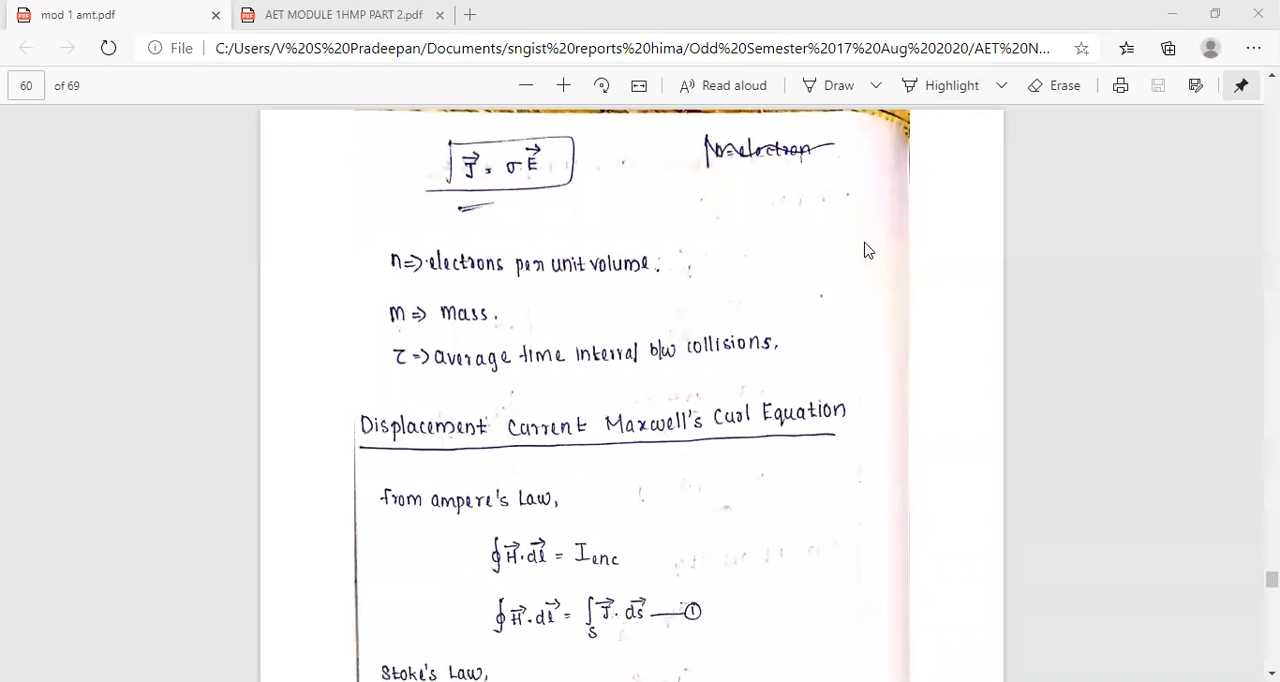 mod 1 amt.pdf
AET MODULE 1HMP PART 2.pdf
File
C:/Users/V%20S%20Pradeepan/Documents/sngist%20reports%20hima/Odd%20Semester%2017%20Aug%202020/AET%20N...
60 of 69
Read aloud
Draw
Highlight
Erase
J⃗ = σ E⃗
n=electron
n⇒ electrons per unit volume.
m⇒ mass.
τ⇒ average time interval b/w collisions.
Displacement Current Maxwell's Curl Equation
from ampere's Law,
∮H⃗.dl⃗ = Ienc
∮H⃗.dl⃗ = ∫S J⃗. ds⃗ —①
Stoke's Law,